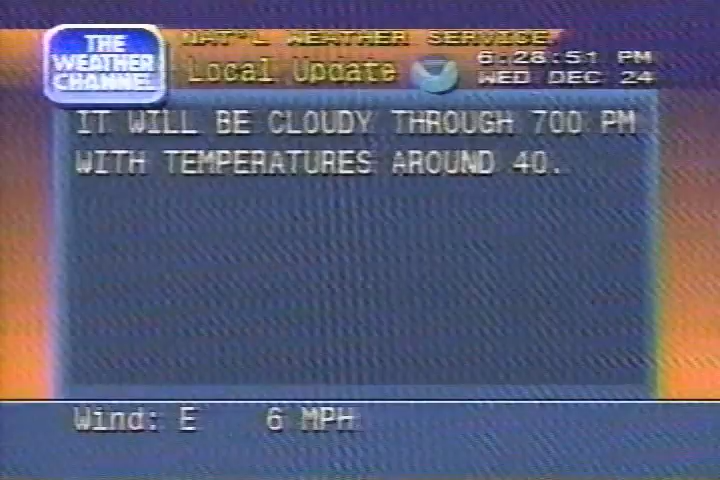 THE
WEATHER
CHANNEL
NAT'L WEATHER SERVICE
Local Update
6:28:51 PM
WED DEC 24
IT WILL BE CLOUDY THROUGH 700 PM
WITH TEMPERATURES AROUND 40.
Wind: E 6 MPH